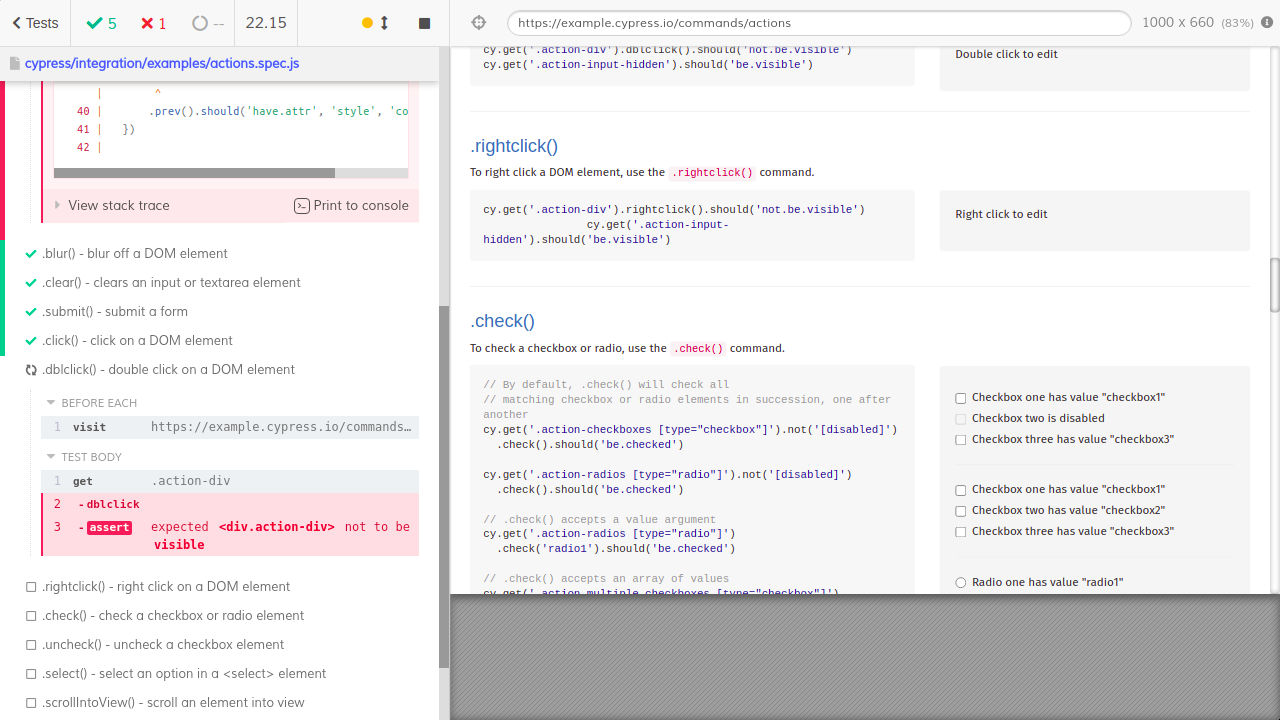 Tests
5
1
--
22.15
https://example.cypress.io/commands/actions
1000 x 660 (83%)
cypress/integration/examples/actions.spec.js
| ^
40 | .prev().should('have.attr', 'style', 'co
41 | })
42 |
View stack trace
Print to console
.blur() - blur off a DOM element
.clear() - clears an input or textarea element
.submit() - submit a form
.click() - click on a DOM element
.dblclick() - double click on a DOM element
BEFORE EACH
1 visit https://example.cypress.io/commands…
TEST BODY
1 get .action-div
2 -dblclick
3 -assert expected <div.action-div> not to be
visible
.rightclick() - right click on a DOM element
.check() - check a checkbox or radio element
.uncheck() - uncheck a checkbox element
.select() - select an option in a <select> element
.scrollIntoView() - scroll an element into view
cy.get('.action-div').dblclick().should('not.be.visible')
cy.get('.action-input-hidden').should('be.visible')
Double click to edit
.rightclick()
To right click a DOM element, use the .rightclick() command.
cy.get('.action-div').rightclick().should('not.be.visible')
cy.get('.action-input-
hidden').should('be.visible')
Right click to edit
.check()
To check a checkbox or radio, use the .check() command.
// By default, .check() will check all
// matching checkbox or radio elements in succession, one after
another
cy.get('.action-checkboxes [type="checkbox"]').not('[disabled]')
.check().should('be.checked')
cy.get('.action-radios [type="radio"]').not('[disabled]')
.check().should('be.checked')
// .check() accepts a value argument
cy.get('.action-radios [type="radio"]')
.check('radio1').should('be.checked')
// .check() accepts an array of values
cy.get('.action-multiple-checkboxes [type="checkbox"]')
Checkbox one has value "checkbox1"
Checkbox two is disabled
Checkbox three has value "checkbox3"
Checkbox one has value "checkbox1"
Checkbox two has value "checkbox2"
Checkbox three has value "checkbox3"
Radio one has value "radio1"